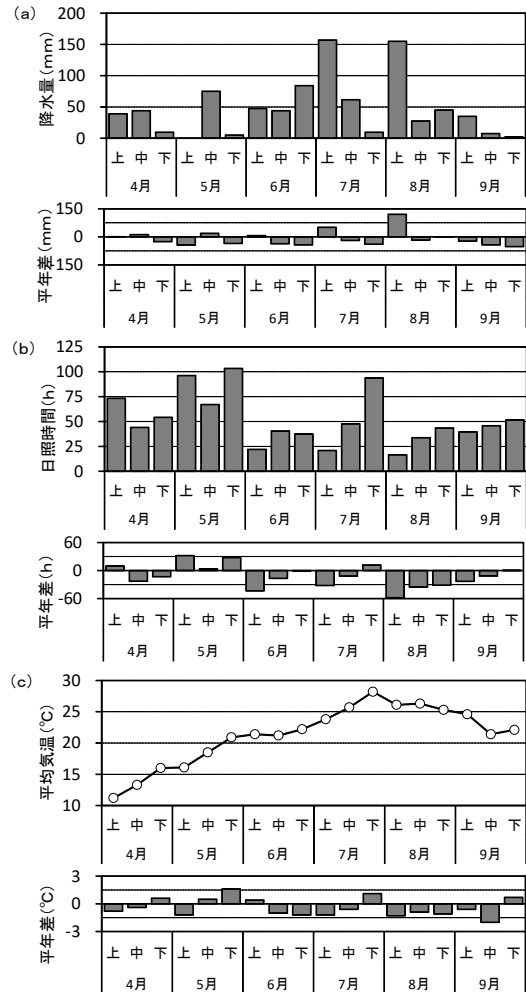 (a)
降水量(mm)
200
150
100
50
0
上 中 下 上 中 下 上 中 下 上 中 下 上 中 下 上 中 下
4月 5月 6月 7月 8月 9月
平年差(mm)
150
0
150
上 中 下 上 中 下 上 中 下 上 中 下 上 中 下 上 中 下
4月 5月 6月 7月 8月 9月
(b)
日照時間(h)
125
100
75
50
25
0
上 中 下 上 中 下 上 中 下 上 中 下 上 中 下 上 中 下
4月 5月 6月 7月 8月 9月
平年差(h)
60
0
-60
上 中 下 上 中 下 上 中 下 上 中 下 上 中 下 上 中 下
4月 5月 6月 7月 8月 9月
(c)
平均気温(℃)
30
25
20
15
10
上 中 下 上 中 下 上 中 下 上 中 下 上 中 下 上 中 下
4月 5月 6月 7月 8月 9月
平年差(℃)
3
0
-3
上 中 下 上 中 下 上 中 下 上 中 下 上 中 下 上 中 下
4月 5月 6月 7月 8月 9月